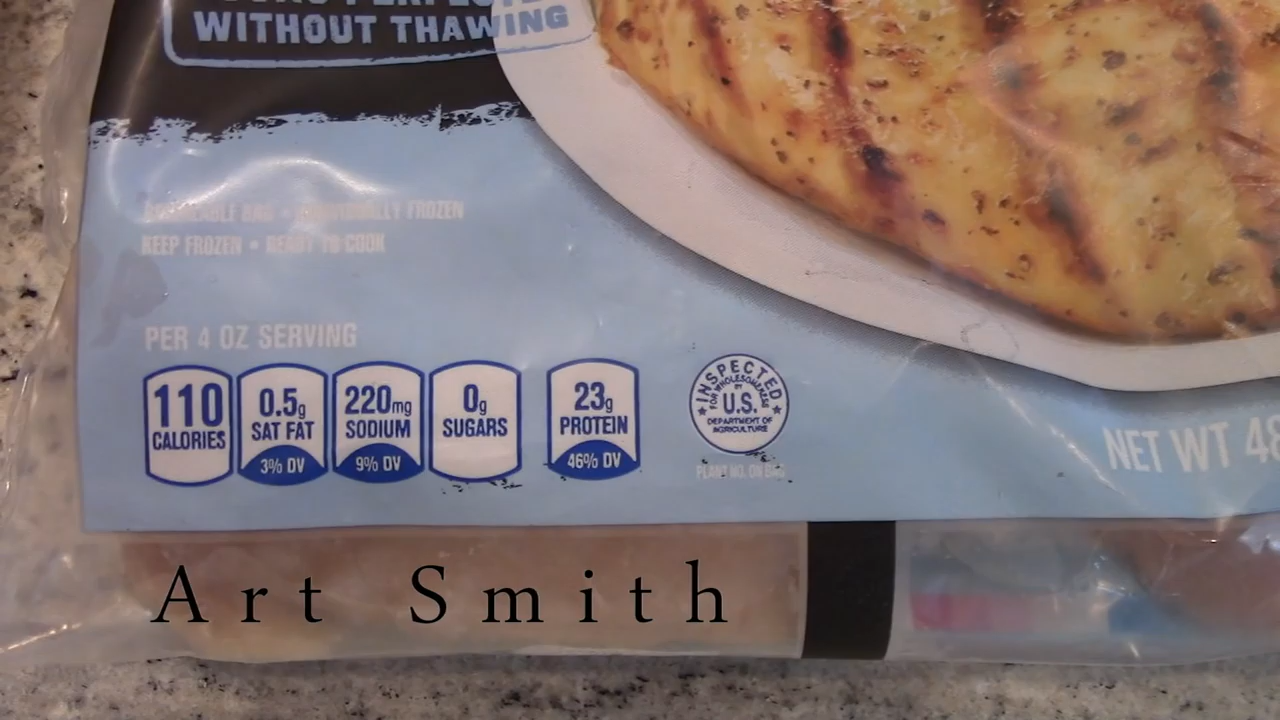 WITHOUT THAWING
RESEALABLE BAG • INDIVIDUALLY FROZEN
KEEP FROZEN • READY TO COOK
PER 4 OZ SERVING
110
CALORIES
0.5g
SAT FAT
3% DV
220mg
SODIUM
9% DV
0g
SUGARS
23g
PROTEIN
46% DV
INSPECTED
FOR WHOLESOMENESS
BY
U.S.
DEPARTMENT OF
AGRICULTURE
PLANT NO. ON BAG
NET WT 48
Art Smith